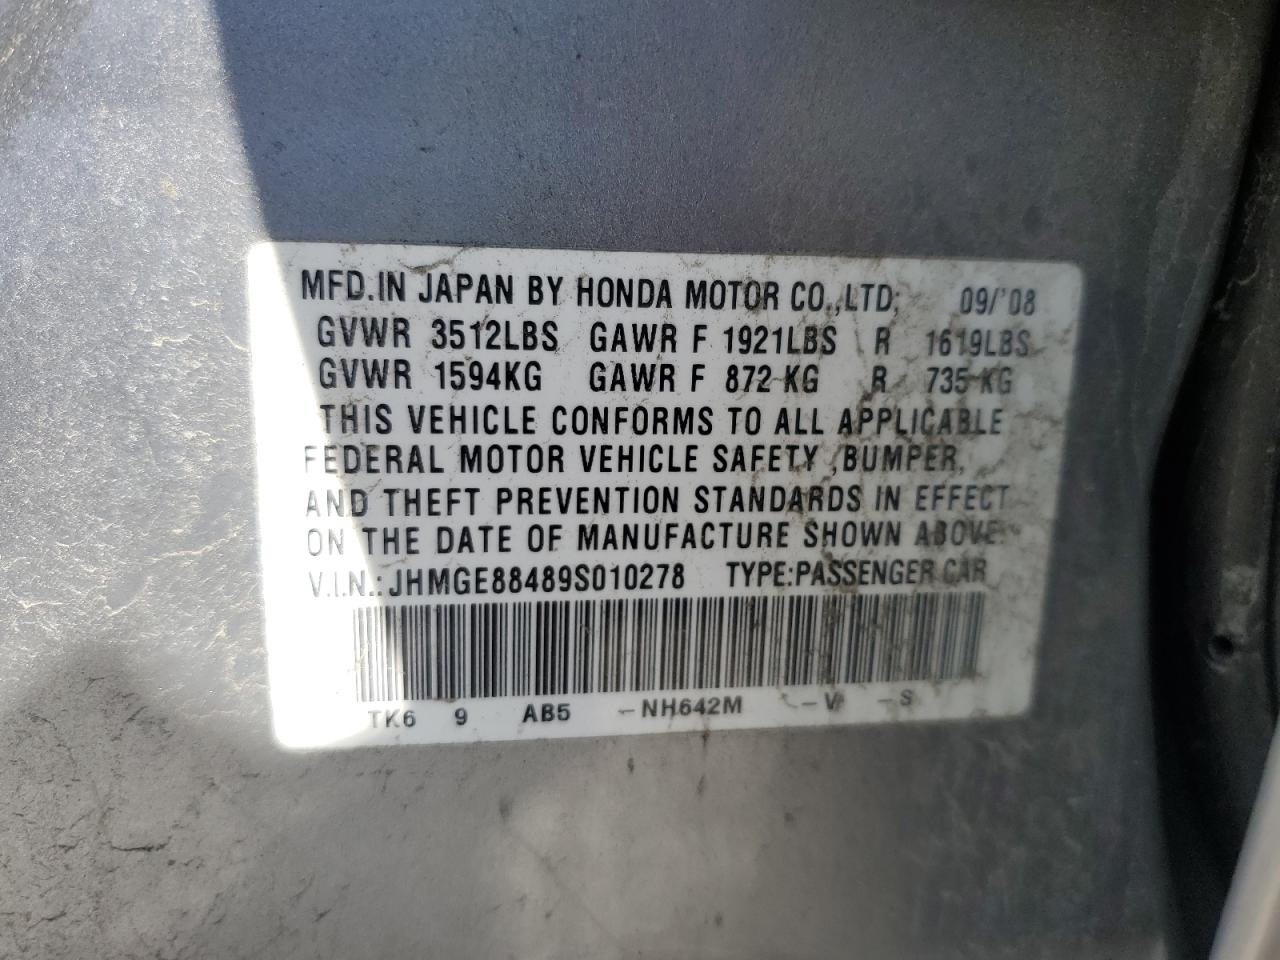 MFD.IN JAPAN BY HONDA MOTOR CO.,LTD; 09/'08
GVWR 3512LBS GAWR F 1921LBS R 1619LBS
GVWR 1594KG GAWR F 872 KG R 735 KG
THIS VEHICLE CONFORMS TO ALL APPLICABLE
FEDERAL MOTOR VEHICLE SAFETY ,BUMPER,
AND THEFT PREVENTION STANDARDS IN EFFECT
ON THE DATE OF MANUFACTURE SHOWN ABOVE.
V.I.N.: JHMGE88489S010278 TYPE:PASSENGER CAR
TK6 9 AB5 -NH642M -V -S